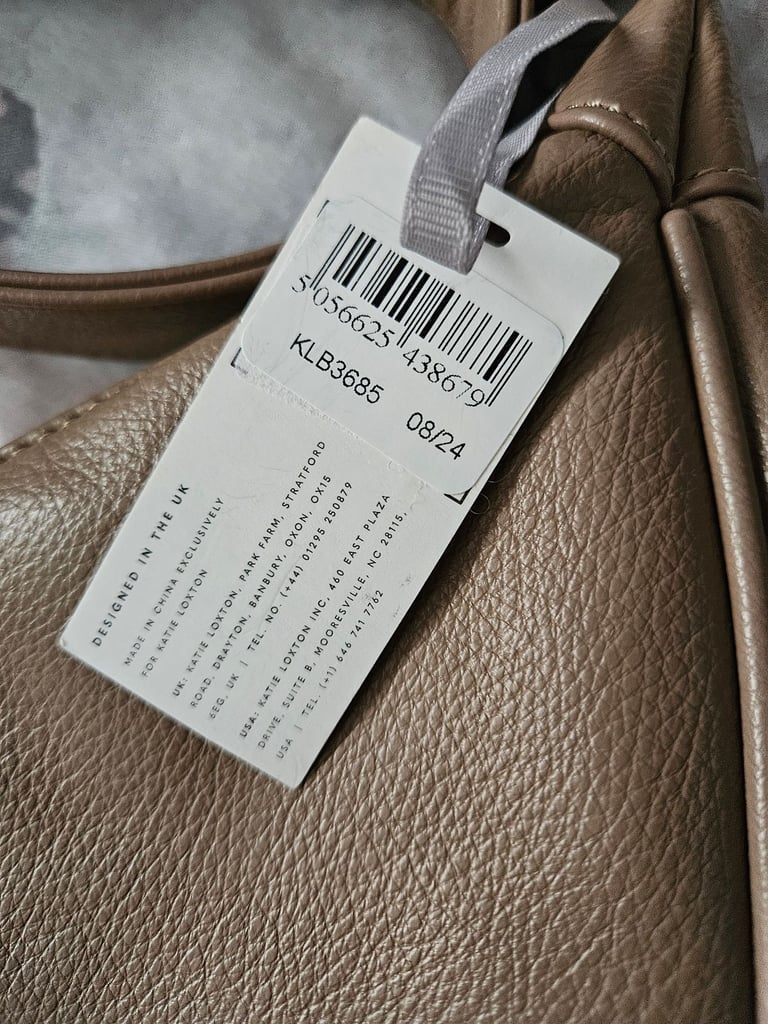 5 056625 438679
KLB3685 08/24
DESIGNED IN THE UK
MADE IN CHINA EXCLUSIVELY
FOR KATIE LOXTON
UK: KATIE LOXTON, PARK FARM, STRATFORD
ROAD, DRAYTON, BANBURY, OXON, OX15
6EG, UK | TEL. NO. (+44) 01295 250879
USA: KATIE LOXTON INC, 460 EAST PLAZA
DRIVE, SUITE B, MOORESVILLE, NC 28115,
USA | TEL. (+1) 646 741 7762